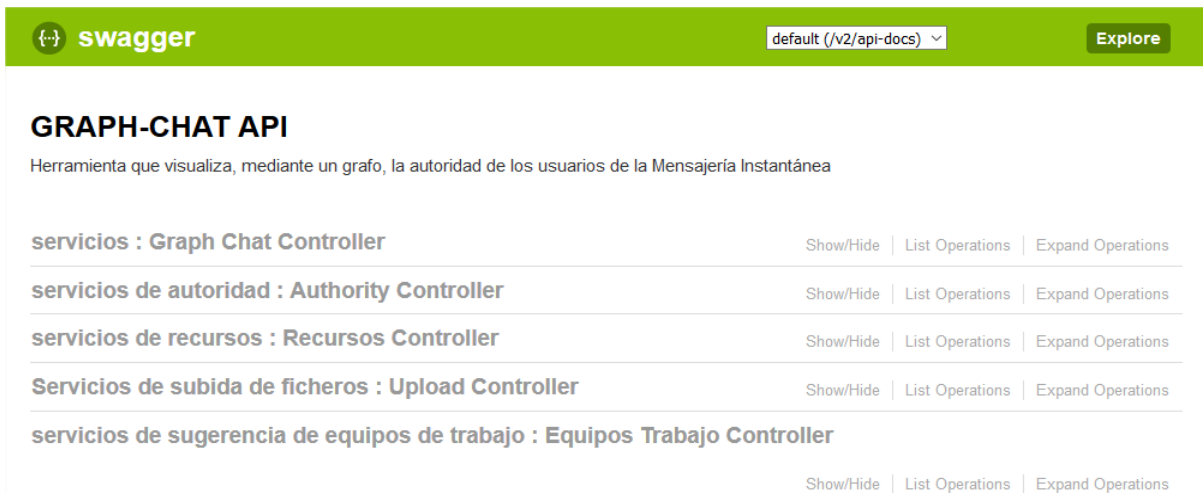 {···} swagger default (/v2/api-docs) Explore
GRAPH-CHAT API
Herramienta que visualiza, mediante un grafo, la autoridad de los usuarios de la Mensajería Instantánea
servicios : Graph Chat Controller Show/Hide List Operations Expand Operations
servicios de autoridad : Authority Controller Show/Hide List Operations Expand Operations
servicios de recursos : Recursos Controller Show/Hide List Operations Expand Operations
Servicios de subida de ficheros : Upload Controller Show/Hide List Operations Expand Operations
servicios de sugerencia de equipos de trabajo : Equipos Trabajo Controller
Show/Hide List Operations Expand Operations